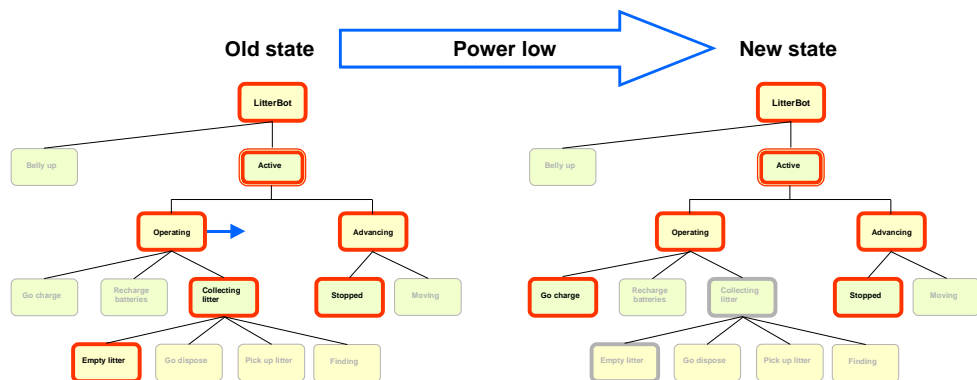 Old state
Power low
New state
LitterBot
Belly up
Active
Operating
Advancing
Go charge
Recharge
batteries
Collecting
litter
Stopped
Moving
Empty litter
Go dispose
Pick up litter
Finding
LitterBot
Belly up
Active
Operating
Advancing
Go charge
Recharge
batteries
Collecting
litter
Stopped
Moving
Empty litter
Go dispose
Pick up litter
Finding